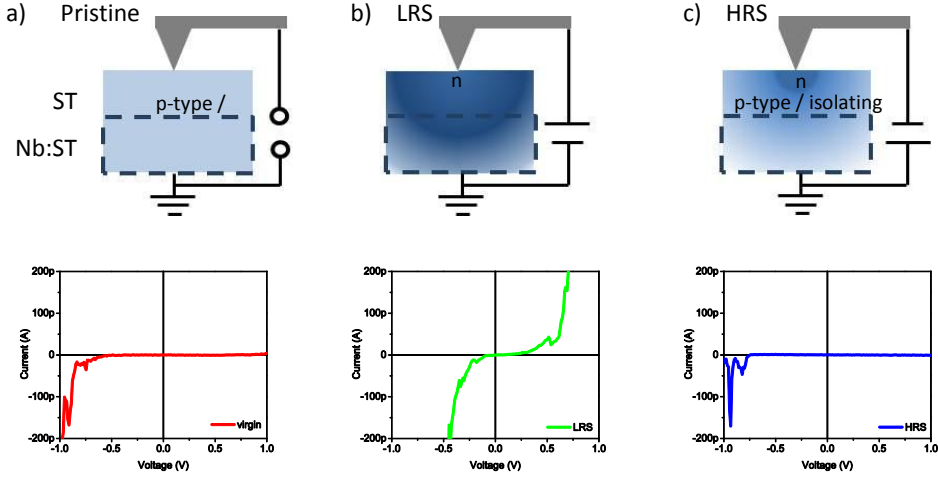 a) Pristine
b) LRS
c) HRS
ST
Nb:ST
p-type /
n
n
p-type / isolating
200p
100p
0
-100p
-200p
-1.0 -0.5 0.0 0.5 1.0
Current (A)
Voltage (V)
virgin
200p
100p
0
-100p
-200p
-1.0 -0.5 0.0 0.5 1.0
Current (A)
Voltage (V)
LRS
200p
100p
0
-100p
-200p
-1.0 -0.5 0.0 0.5 1.0
Current (A)
Voltage (V)
HRS